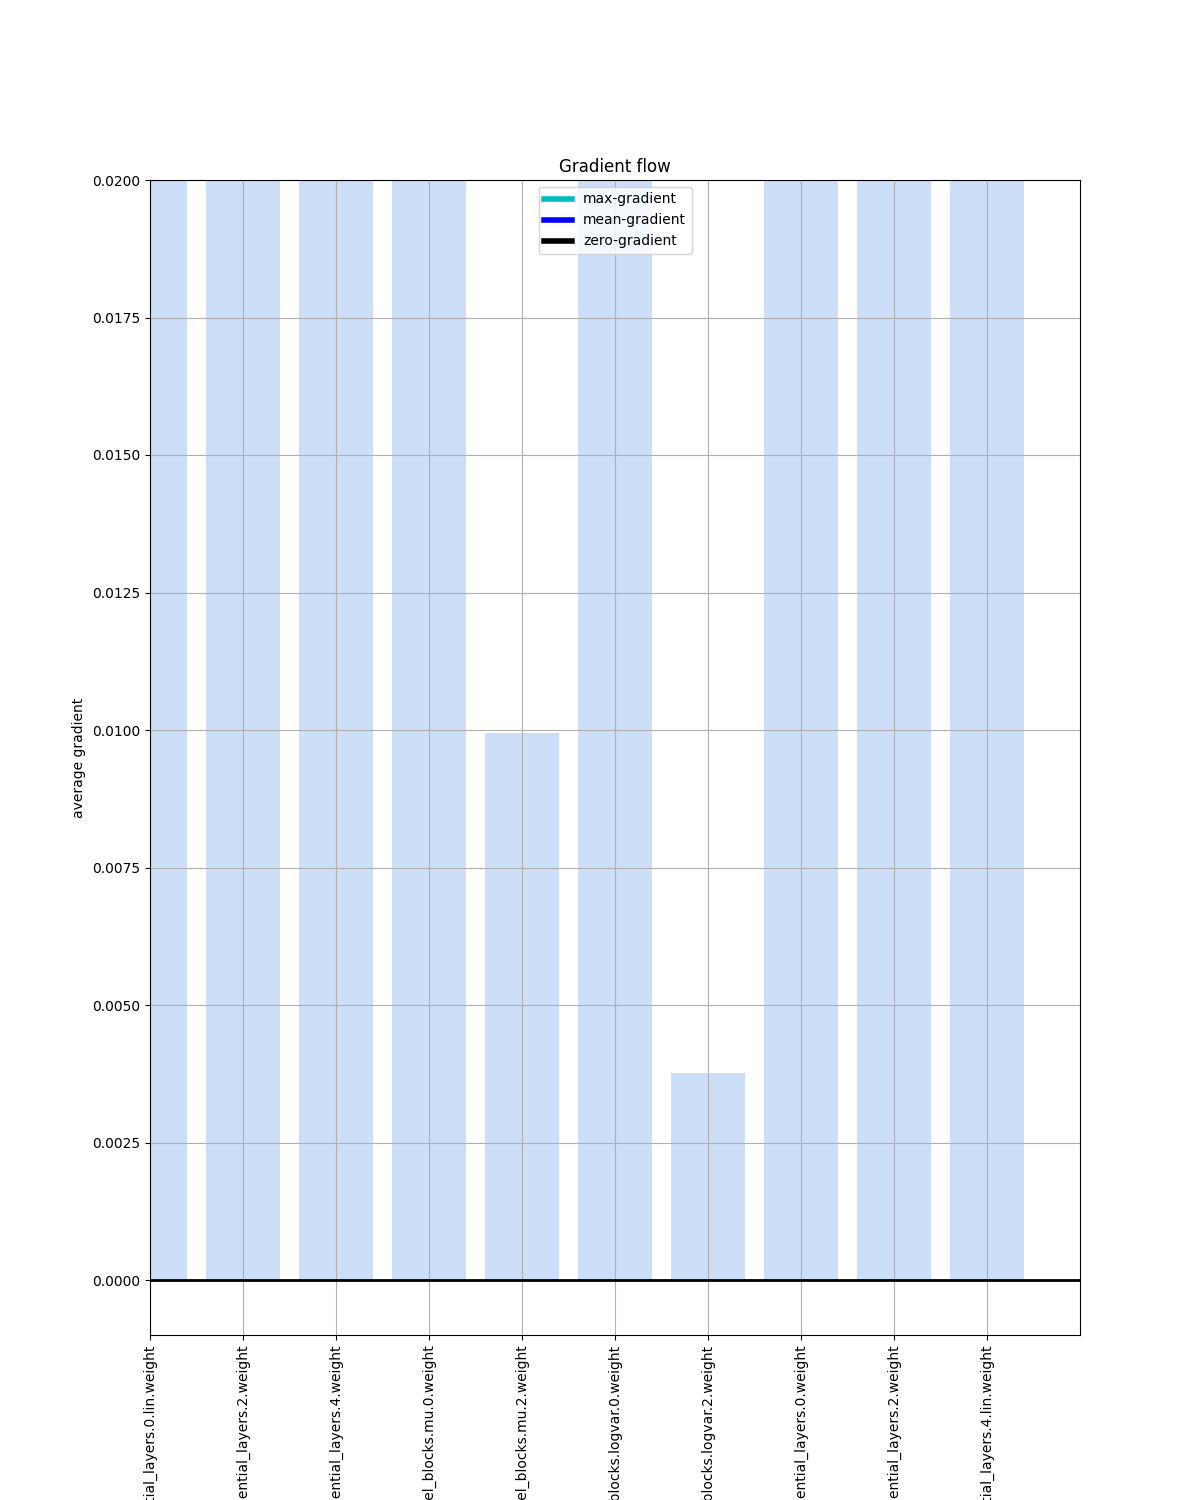 Gradient flow
max-gradient
mean-gradient
zero-gradient
average gradient
0.0200
0.0175
0.0150
0.0125
0.0100
0.0075
0.0050
0.0025
0.0000
tial_layers.0.lin.weight
ential_layers.2.weight
ential_layers.4.weight
el_blocks.mu.0.weight
el_blocks.mu.2.weight
blocks.logvar.0.weight
blocks.logvar.2.weight
ential_layers.0.weight
ential_layers.2.weight
tial_layers.4.lin.weight